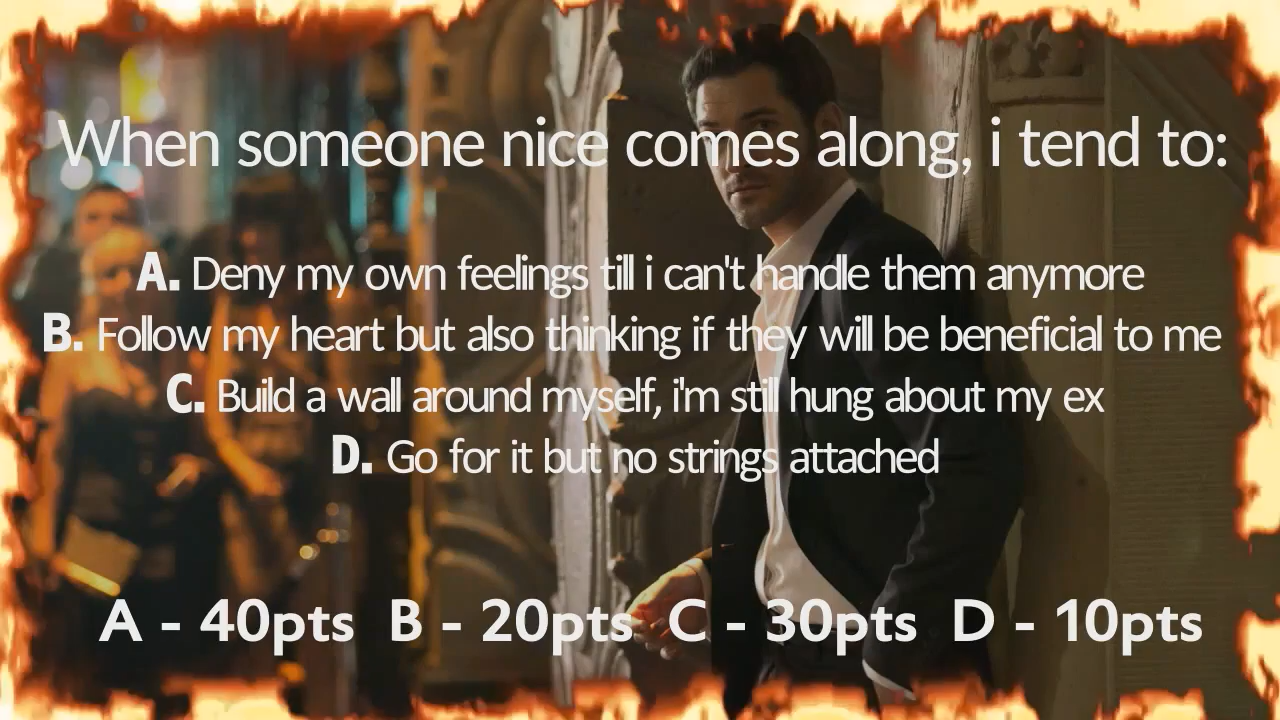 When someone nice comes along, i tend to:
A. Deny my own feelings till i can't handle them anymore
B. Follow my heart but also thinking if they will be beneficial to me
C. Build a wall around myself, i'm still hung about my ex
D. Go for it but no strings attached
A - 40pts B - 20pts C - 30pts D - 10pts